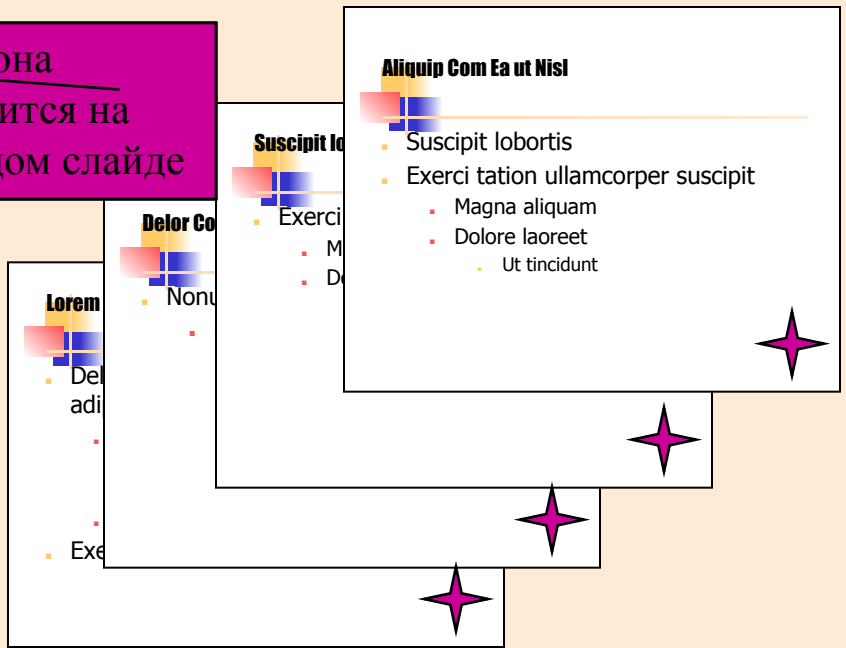 она
ится на
ом слайде
Aliquip Com Ea ut Nisl
Suscipit lobortis
Exerci tation ullamcorper suscipit
Magna aliquam
Dolore laoreet
Ut tincidunt
Suscipit lo
Exerci
M
Do
Delor Co
Nonu
Lorem
Del
adi
Exe